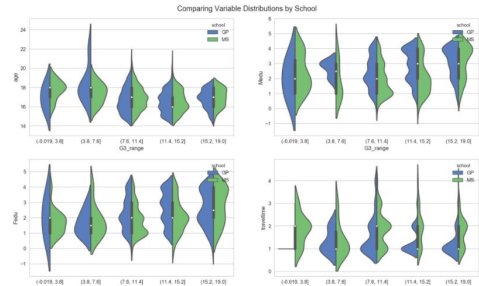 Comparing Variable Distributions by School
school
GP
MS
age
24
22
20
18
16
14
(-0.019, 3.8]
(3.8, 7.6]
(7.6, 11.4]
(11.4, 15.2]
(15.2, 19.0]
G3_range
school
GP
MS
Medu
6
5
4
3
2
1
0
-1
(-0.019, 3.8]
(3.8, 7.6]
(7.6, 11.4]
(11.4, 15.2]
(15.2, 19.0]
G3_range
school
GP
MS
Fedu
5
4
3
2
1
0
-1
(-0.019, 3.8]
(3.8, 7.6]
(7.6, 11.4]
(11.4, 15.2]
(15.2, 19.0]
school
GP
MS
traveltime
4
3
2
1
0
(-0.019, 3.8]
(3.8, 7.6]
(7.6, 11.4]
(11.4, 15.2]
(15.2, 19.0]